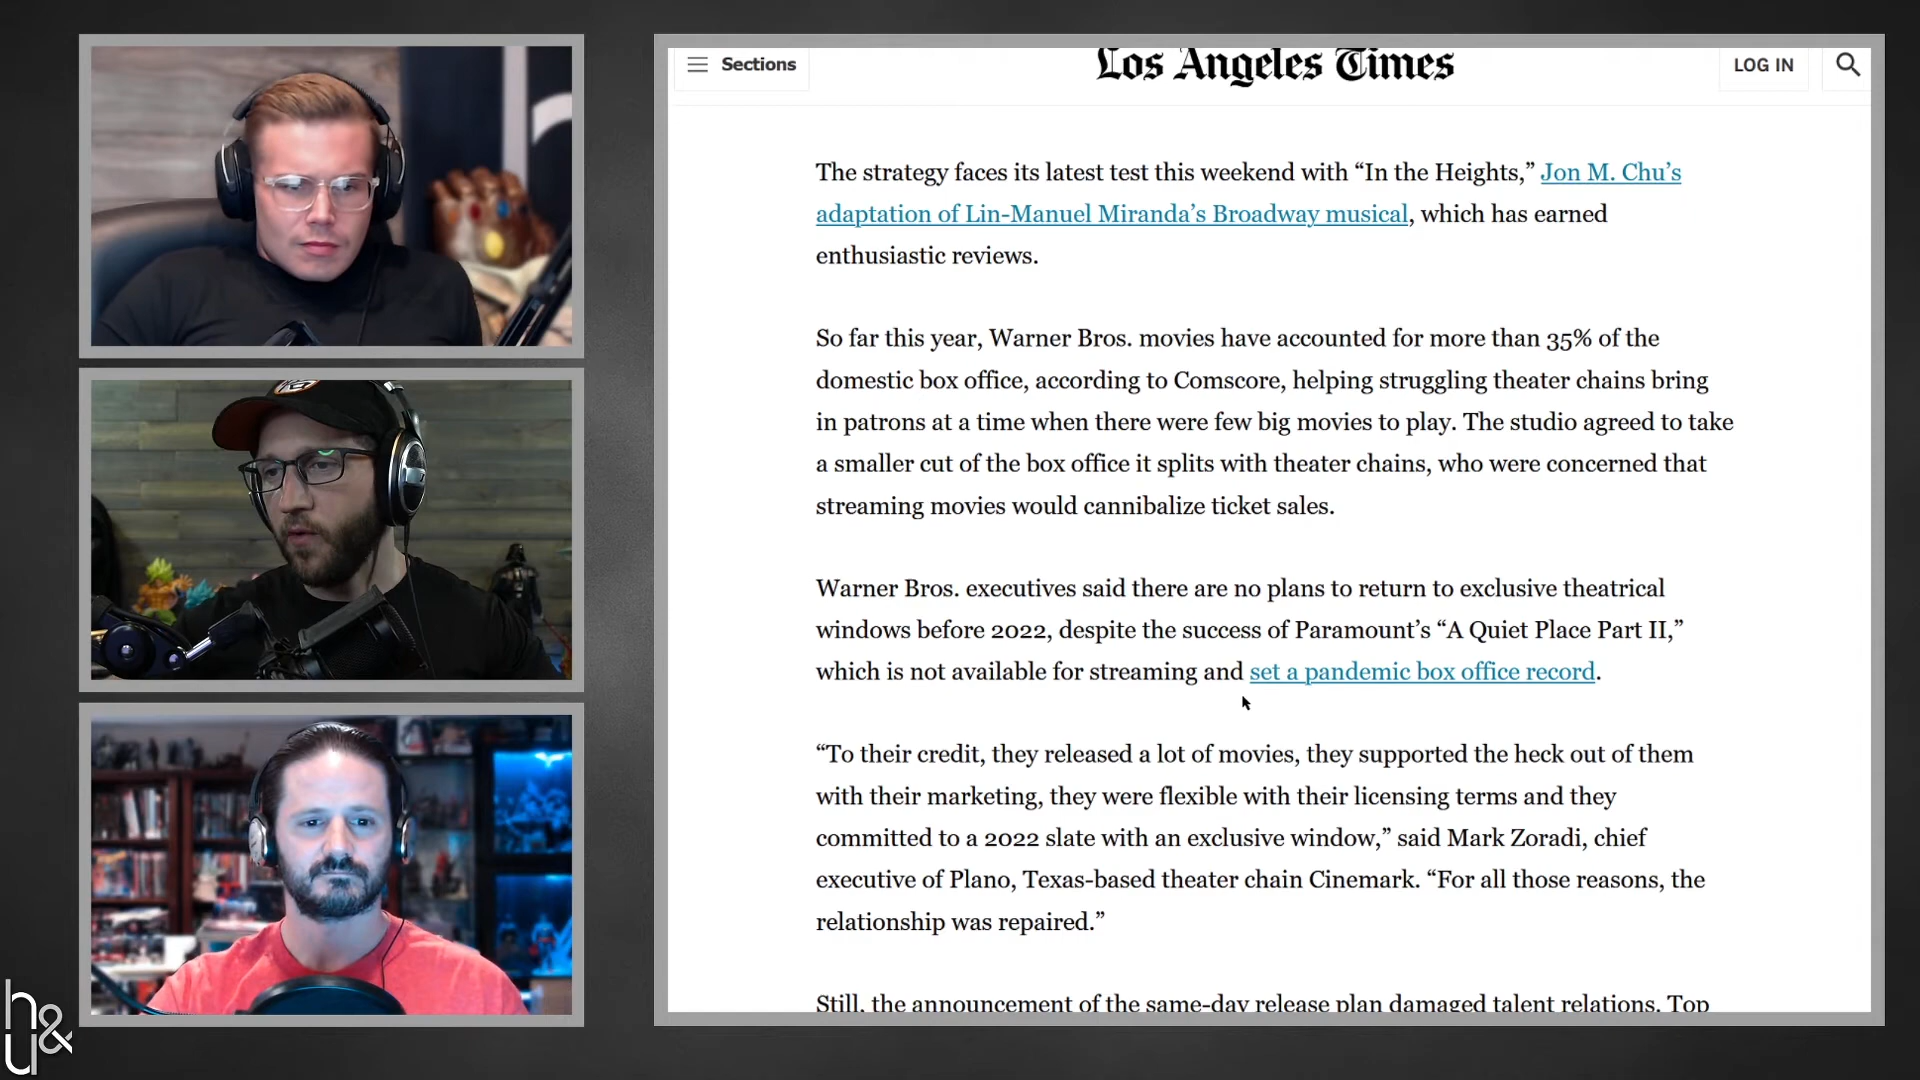 Sections
Los Angeles Times
LOG IN
The strategy faces its latest test this weekend with “In the Heights,” Jon M. Chu’s
adaptation of Lin-Manuel Miranda’s Broadway musical, which has earned
enthusiastic reviews.
So far this year, Warner Bros. movies have accounted for more than 35% of the
domestic box office, according to Comscore, helping struggling theater chains bring
in patrons at a time when there were few big movies to play. The studio agreed to take
a smaller cut of the box office it splits with theater chains, who were concerned that
streaming movies would cannibalize ticket sales.
Warner Bros. executives said there are no plans to return to exclusive theatrical
windows before 2022, despite the success of Paramount’s “A Quiet Place Part II,”
which is not available for streaming and set a pandemic box office record.
“To their credit, they released a lot of movies, they supported the heck out of them
with their marketing, they were flexible with their licensing terms and they
committed to a 2022 slate with an exclusive window,” said Mark Zoradi, chief
executive of Plano, Texas-based theater chain Cinemark. “For all those reasons, the
relationship was repaired.”
Still, the announcement of the same-day release plan damaged talent relations. Top
h&u